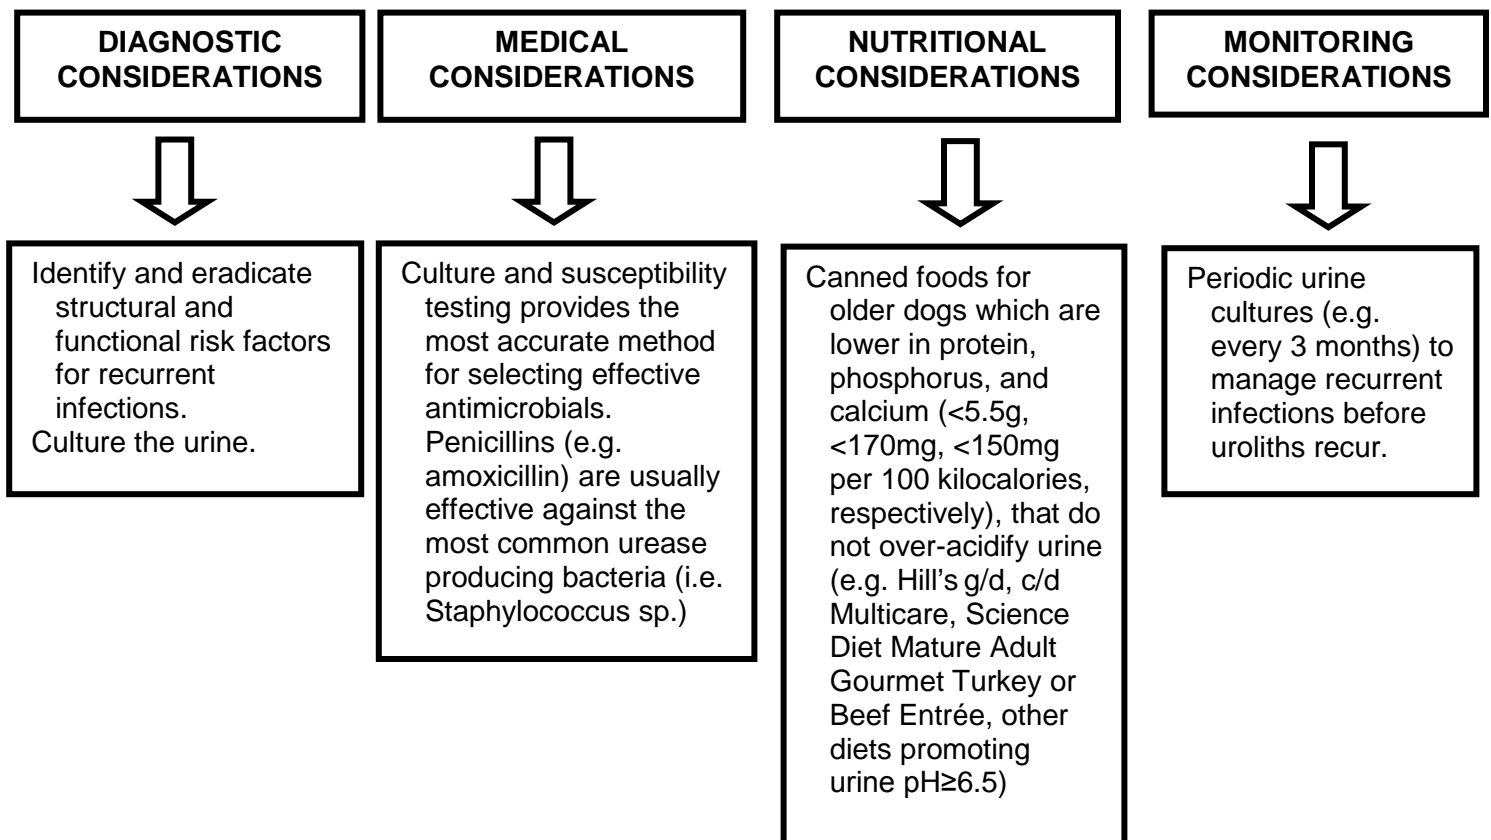 DIAGNOSTIC
CONSIDERATIONS
MEDICAL
CONSIDERATIONS
NUTRITIONAL
CONSIDERATIONS
MONITORING
CONSIDERATIONS
Identify and eradicate
structural and
functional risk factors
for recurrent
infections.
Culture the urine.
Culture and susceptibility
testing provides the
most accurate method
for selecting effective
antimicrobials.
Penicillins (e.g.
amoxicillin) are usually
effective against the
most common urease
producing bacteria (i.e.
Staphylococcus sp.)
Canned foods for
older dogs which are
lower in protein,
phosphorus, and
calcium (<5.5g,
<170mg, <150mg
per 100 kilocalories,
respectively), that do
not over-acidify urine
(e.g. Hill's g/d, c/d
Multicare, Science
Diet Mature Adult
Gourmet Turkey or
Beef Entrée, other
diets promoting
urine pH≥6.5)
Periodic urine
cultures (e.g.
every 3 months) to
manage recurrent
infections before
uroliths recur.